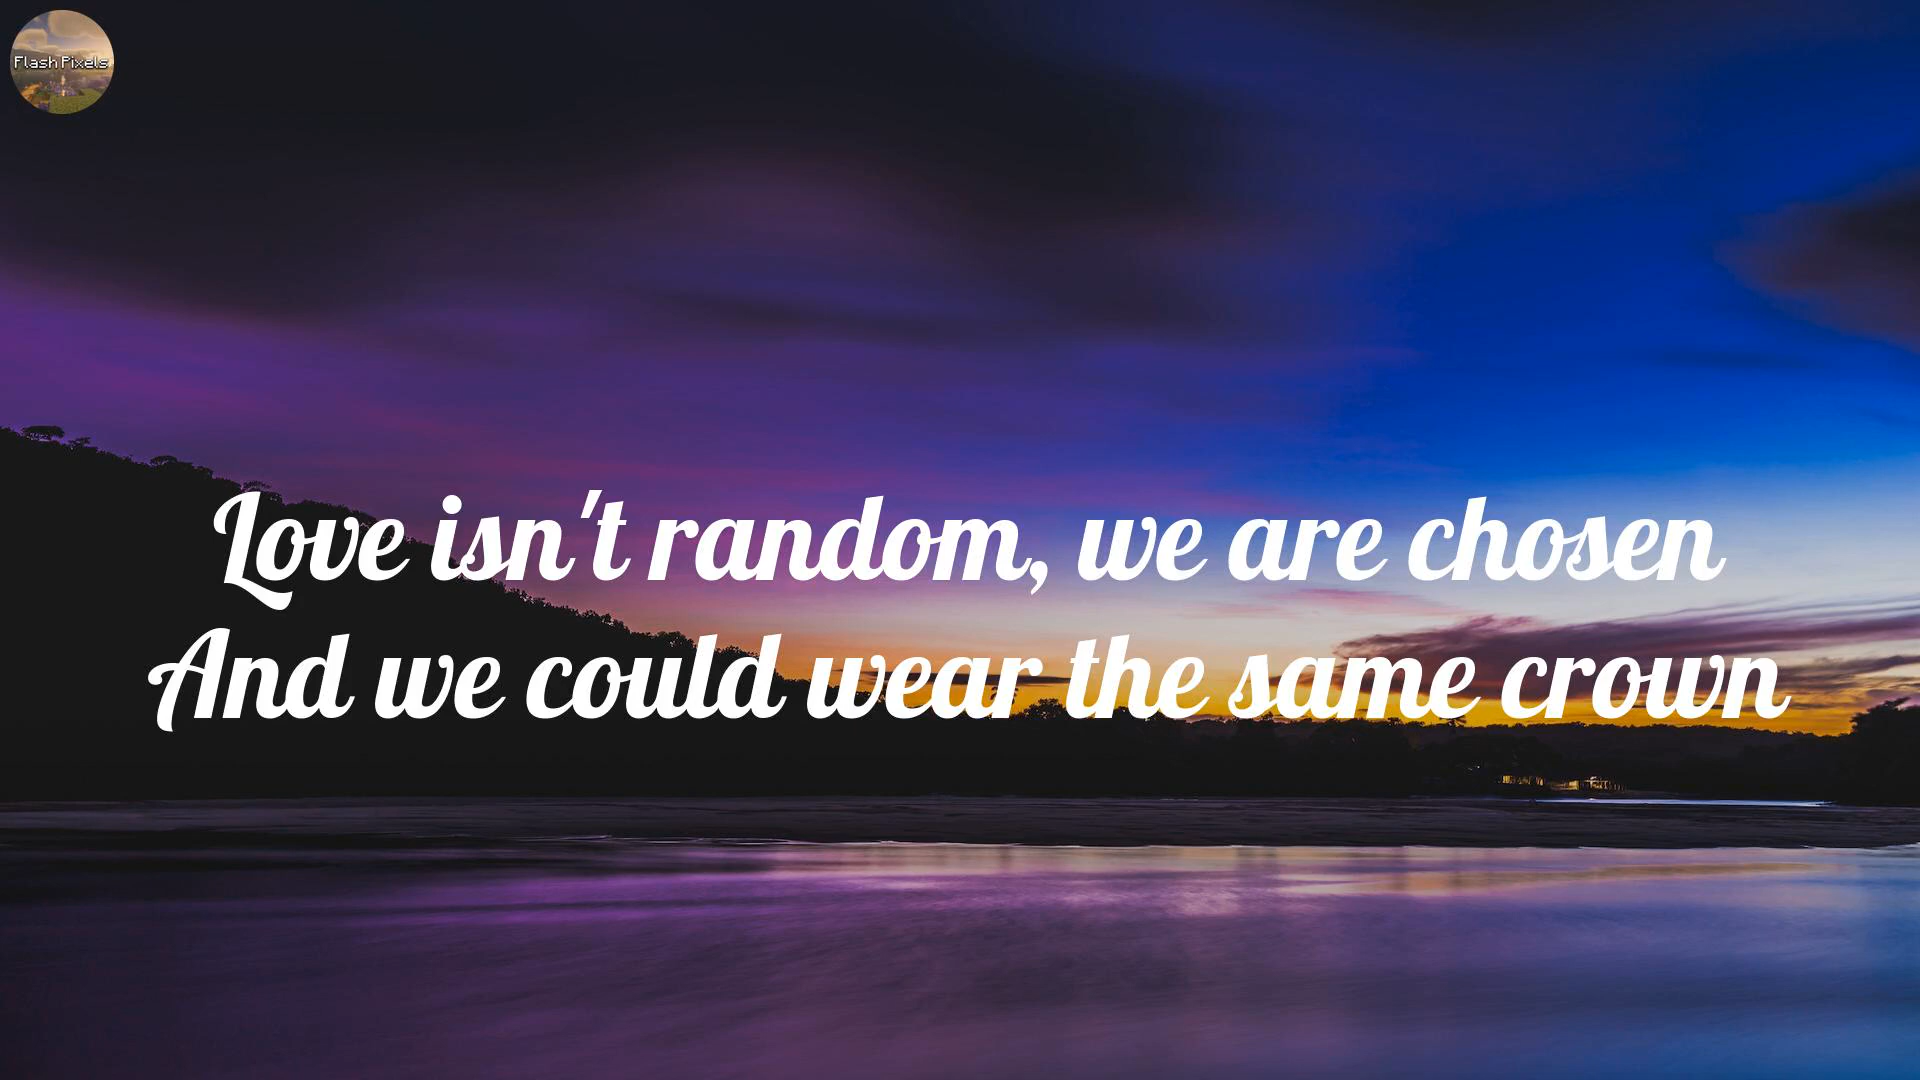 Flash Pixels
Love isn't random, we are chosen
And we could wear the same crown